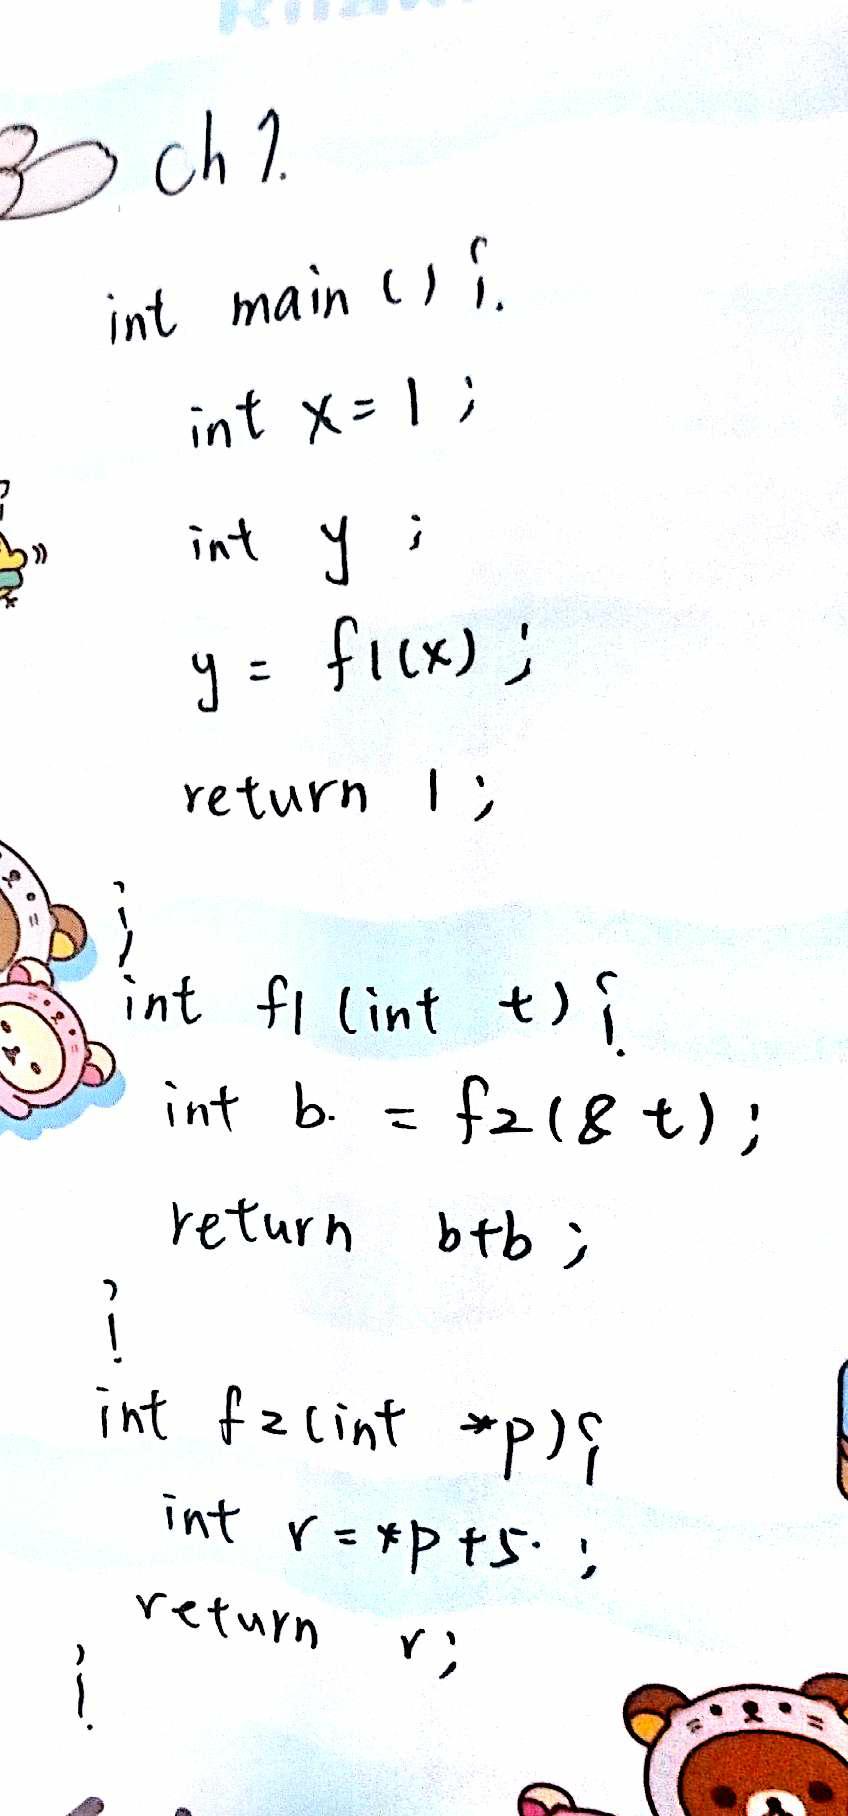 ch 1.
int main () {
int x = 1 ;
int y ;
y = f1(x) ;
return 1 ;
}
int f1 (int t) {
int b = f2(& t) ;
return b+b ;
}
int f2(int *p) {
int r = *p + 5 ;
return r ;
}